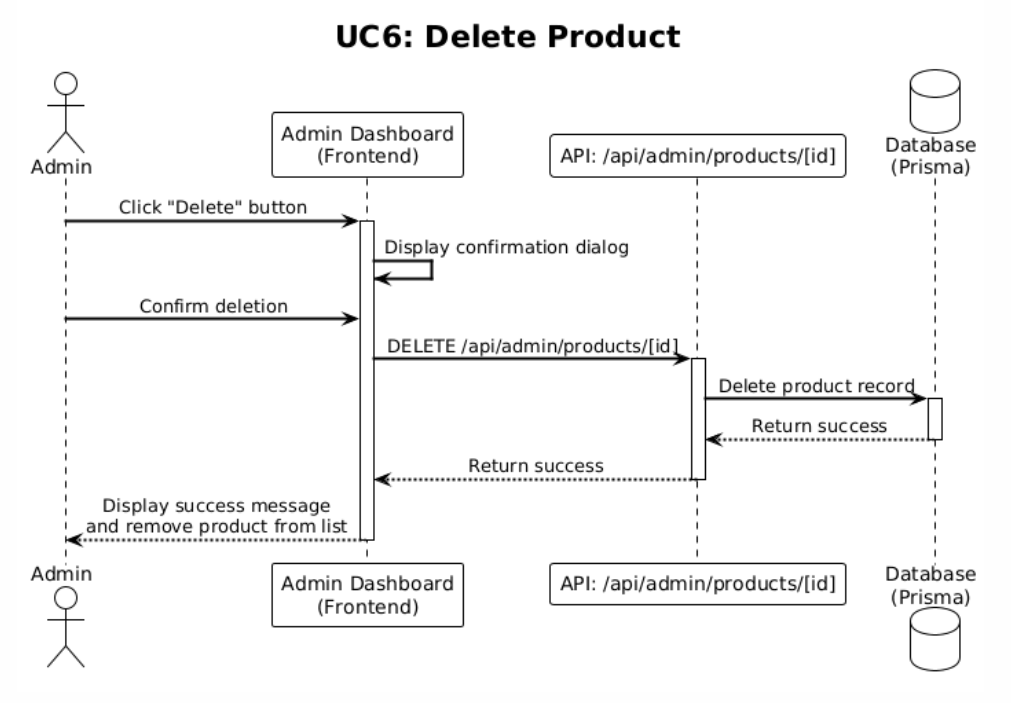 UC6: Delete Product
Admin
Admin Dashboard
(Frontend)
API: /api/admin/products/[id]
Database
(Prisma)
Click "Delete" button
Display confirmation dialog
Confirm deletion
DELETE /api/admin/products/[id]
Delete product record
Return success
Return success
Display success message
and remove product from list
Admin
Admin Dashboard
(Frontend)
API: /api/admin/products/[id]
Database
(Prisma)